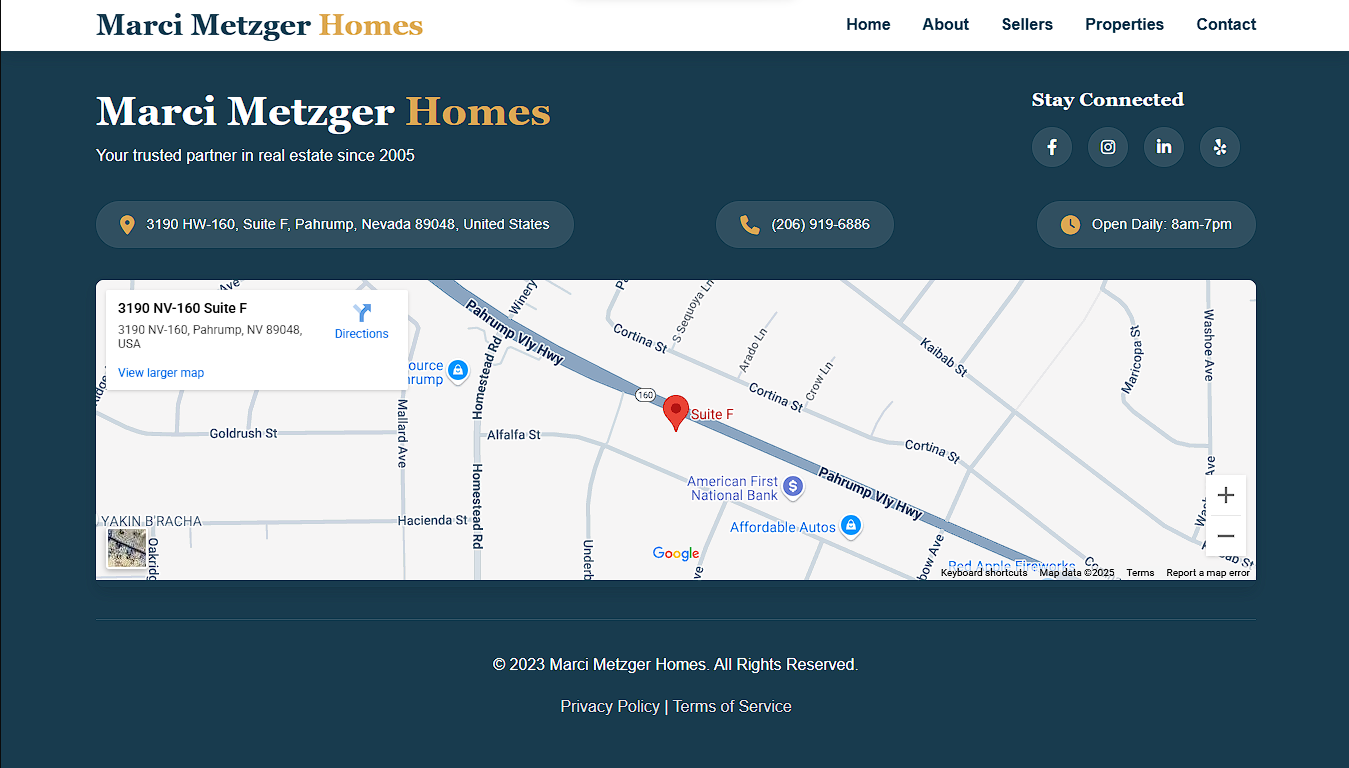 Marci Metzger Homes
Home About Sellers Properties Contact
Marci Metzger Homes
Your trusted partner in real estate since 2005
Stay Connected
3190 HW-160, Suite F, Pahrump, Nevada 89048, United States
(206) 919-6886
Open Daily: 8am-7pm
3190 NV-160 Suite F
3190 NV-160, Pahrump, NV 89048,
USA
Directions
View larger map
Ave
Winery
Pahrump Vly Hwy
Homestead Rd
Cortina St
S Sequoya Ln
Arado Ln
Crow Ln
Cortina St
Kaibab St
Maricopa St
Washoe Ave
ource
hrump
160
Suite F
Goldrush St
Mallard Ave
Alfalfa St
Cortina St
American First
National Bank
Pahrump Vly Hwy
Homestead Rd
YAKIN B'RACHA
Hacienda St
Affordable Autos
Oakridg
Underb
Google
ve
bow Ave
Red Apple Fireworks
Keyboard shortcuts Map data ©2025 Terms Report a map error
© 2023 Marci Metzger Homes. All Rights Reserved.
Privacy Policy | Terms of Service